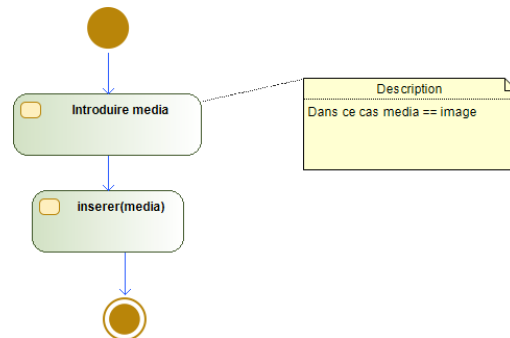 Introduire media
Description
Dans ce cas media == image
inserer(media)